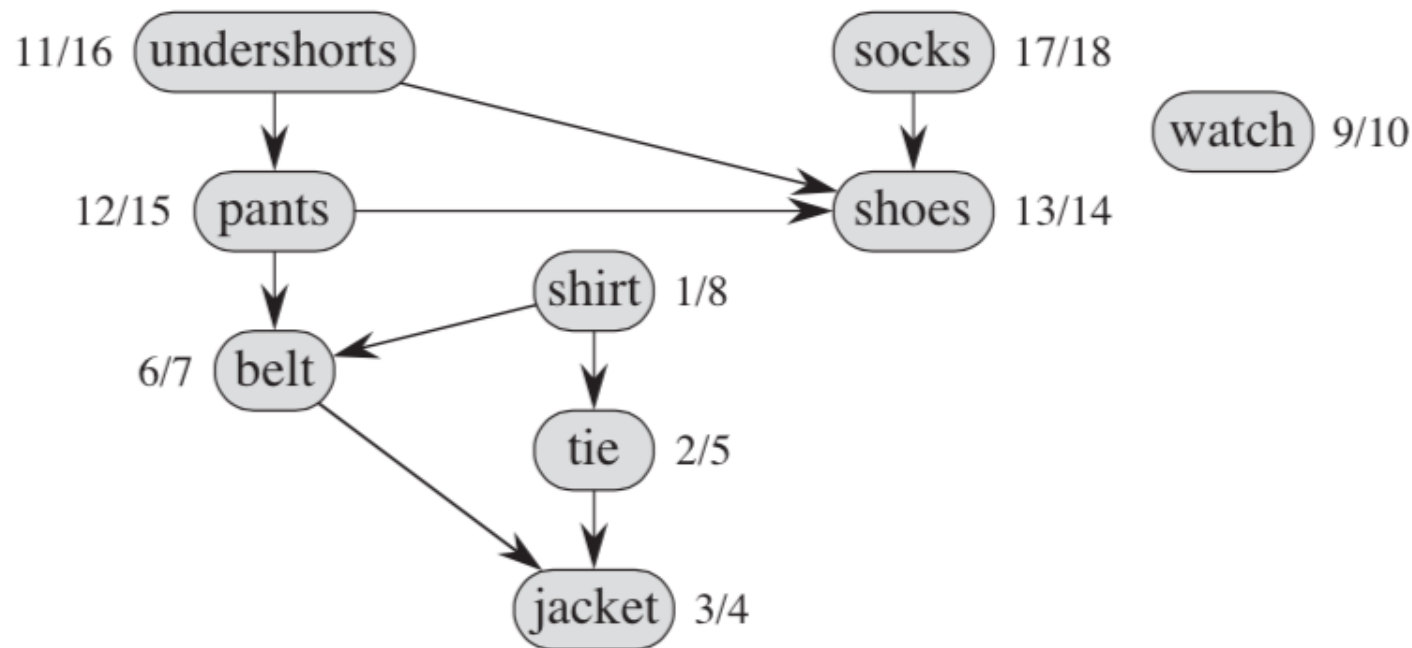 11/16 undershorts socks 17/18
watch 9/10
12/15 pants shoes 13/14
shirt 1/8
6/7 belt
tie 2/5
jacket 3/4